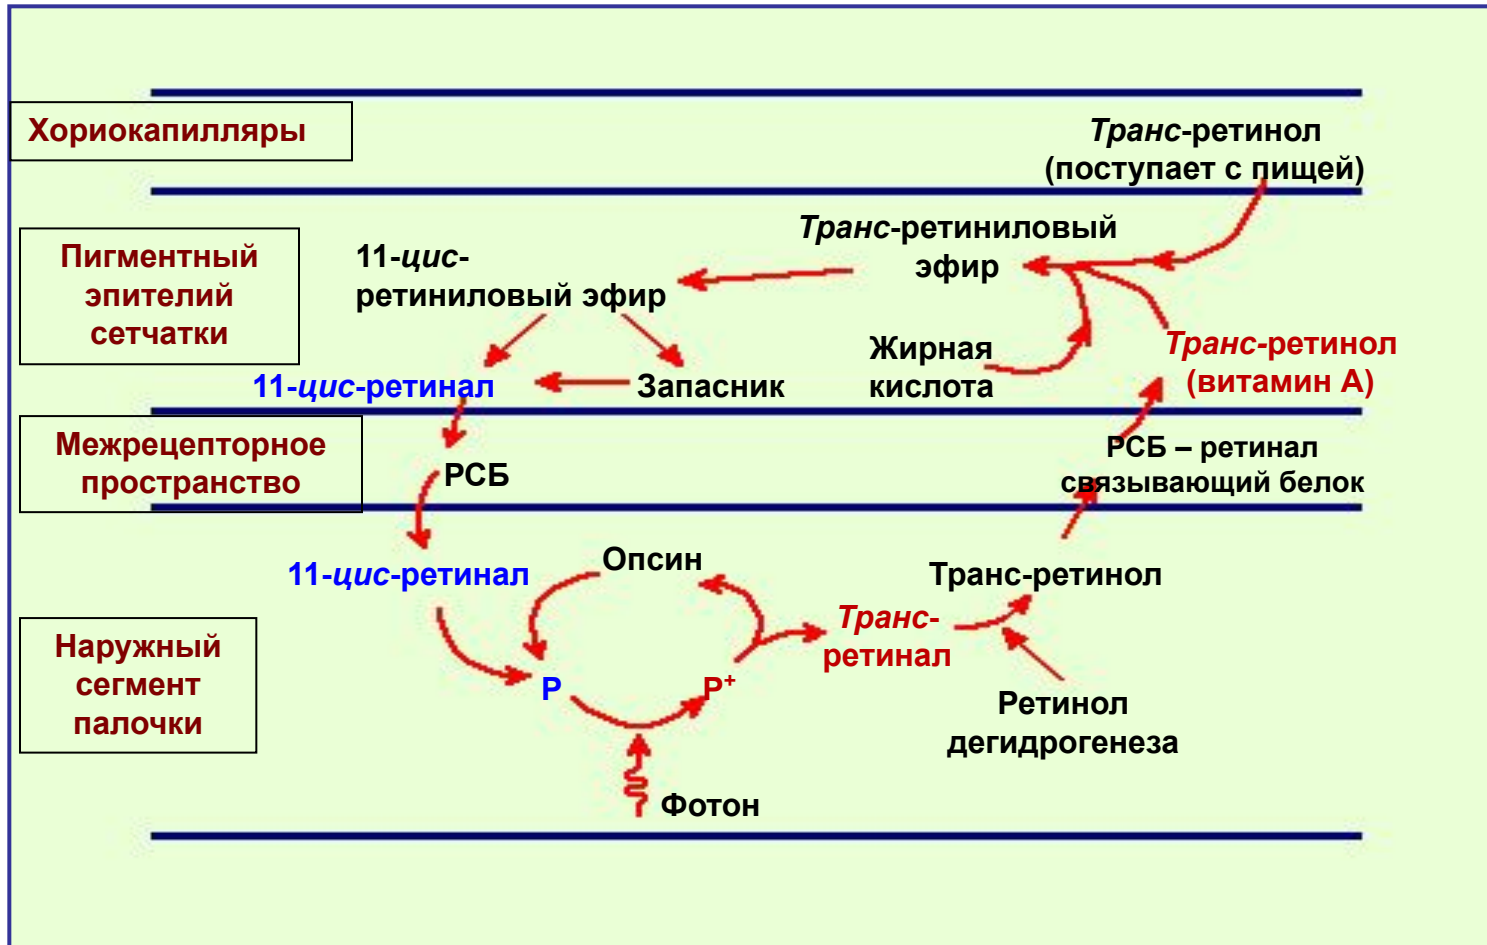 Хориокапилляры
Транс-ретинол
(поступает с пищей)
Пигментный
эпителий
сетчатки
11-цис-
ретиниловый эфир
Транс-ретиниловый
эфир
Жирная
кислота
Транс-ретинол
(витамин А)
11-цис-ретинал
Запасник
Межрецепторное
пространство
РСБ
РСБ – ретинал
связывающий белок
11-цис-ретинал
Опсин
Транс-ретинол
Наружный
сегмент
палочки
Р
Р+
Транс-
ретинал
Ретинол
дегидрогенеза
Фотон